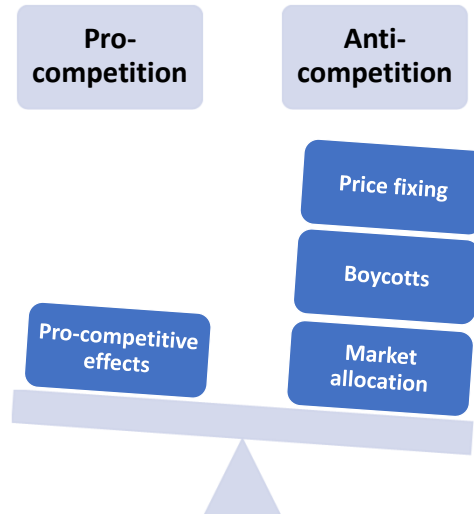 Pro-
competition
Anti-
competition
Price fixing
Boycotts
Pro-competitive
effects
Market
allocation